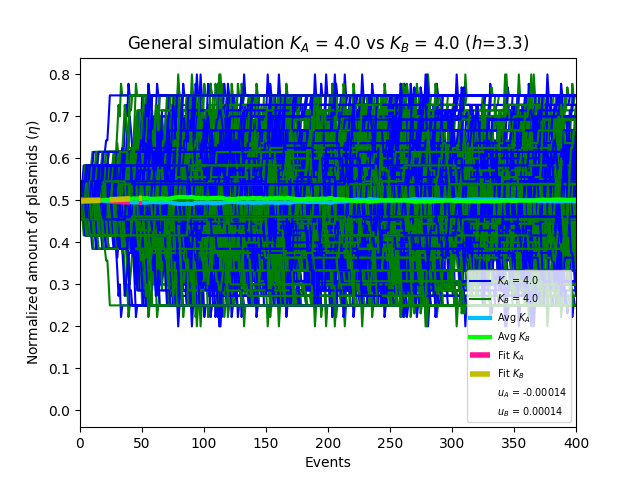 General simulation K_A = 4.0 vs K_B = 4.0 (h=3.3)
Normalized amount of plasmids (η)
0.8
0.7
0.6
0.5
0.4
0.3
0.2
0.1
0.0
K_A = 4.0
K_B = 4.0
Avg K_A
Avg K_B
Fit K_A
Fit K_B
u_A = -0.00014
u_B = 0.00014
0 50 100 150 200 250 300 350 400
Events